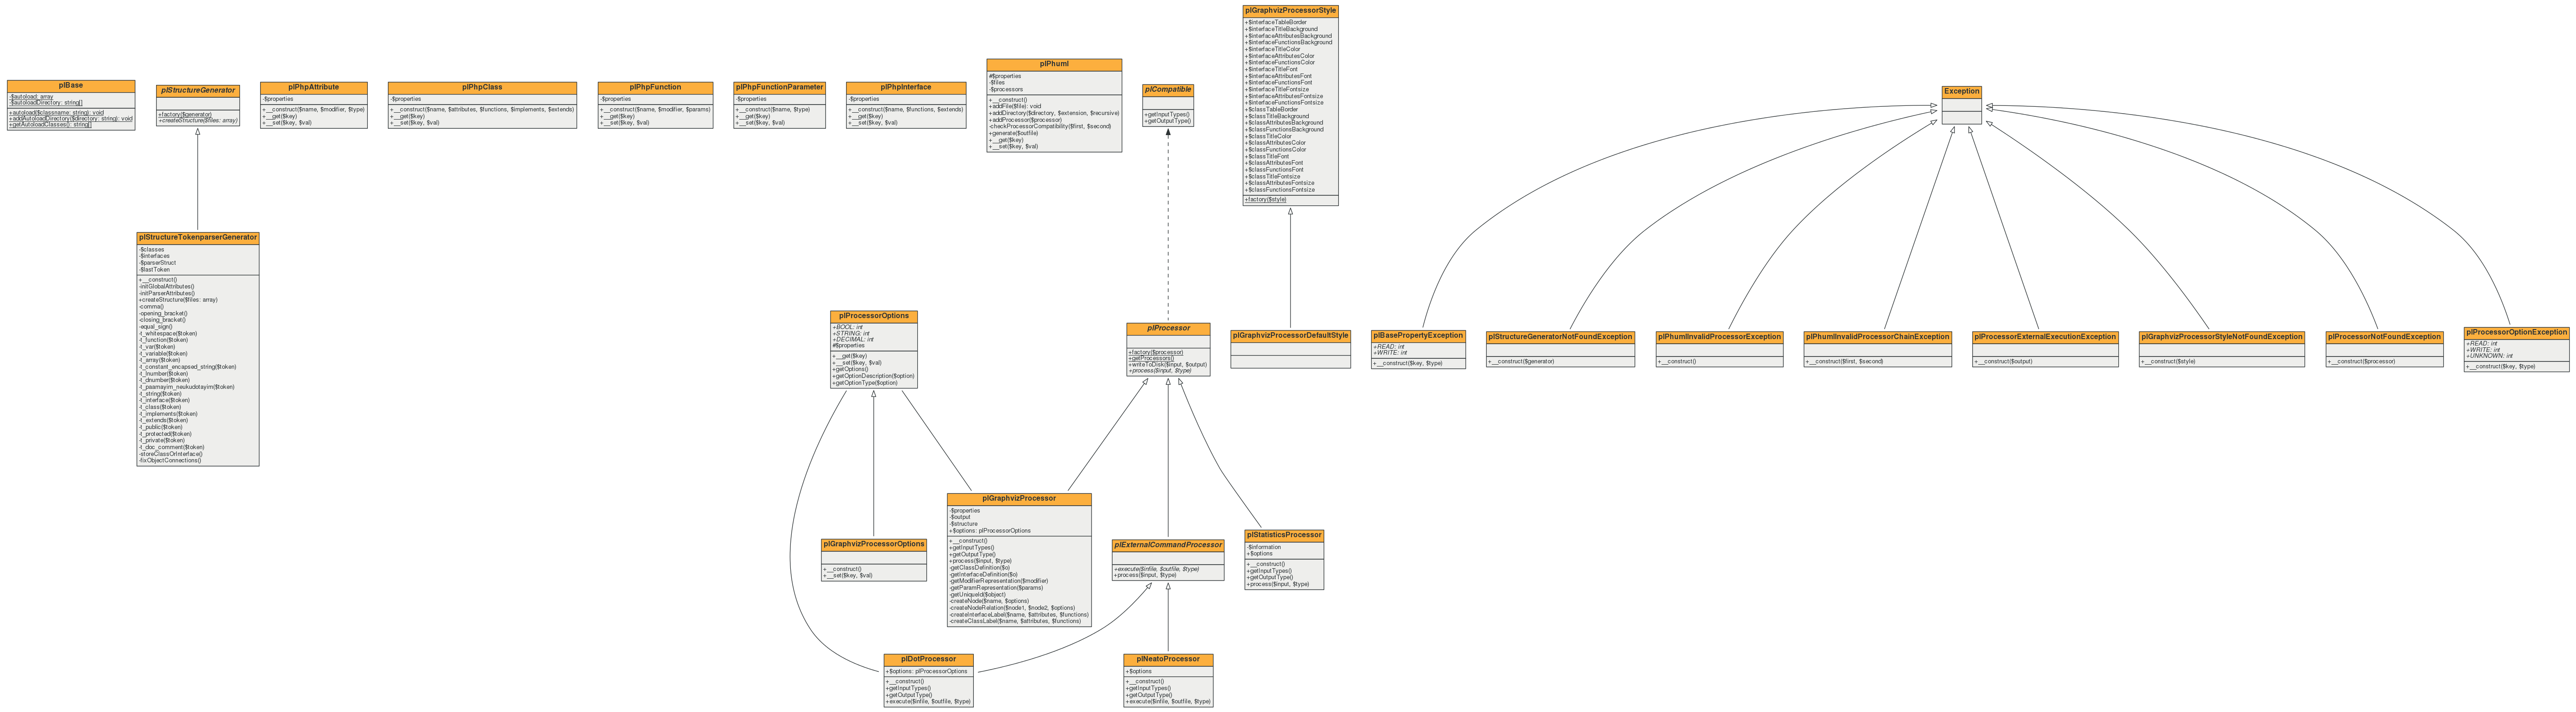 plBase
-$autoload: array
-$autoloadDirectory: string[]
+autoload($classname: string): void
+addAutoloadDirectory($directory: string): void
+getAutoloadClasses(): string[]
plStructureGenerator
+factory($generator)
+createStructure($files: array)
plPhpAttribute
-$properties
+__construct($name, $modifier, $type)
+__get($key)
+__set($key, $val)
plPhpClass
-$properties
+__construct($name, $attributes, $functions, $implements, $extends)
+__get($key)
+__set($key, $val)
plPhpFunction
-$properties
+__construct($name, $modifier, $params)
+__get($key)
+__set($key, $val)
plPhpFunctionParameter
-$properties
+__construct($name, $type)
+__get($key)
+__set($key, $val)
plPhpInterface
-$properties
+__construct($name, $functions, $extends)
+__get($key)
+__set($key, $val)
plPhuml
#$properties
-$files
-$processors
+__construct()
+addFile($file): void
+addDirectory($directory, $extension, $recursive)
+addProcessor($processor)
-checkProcessorCompatibility($first, $second)
+generate($outfile)
+__get($key)
+__set($key, $val)
plCompatible
+getInputTypes()
+getOutputType()
plGraphvizProcessorStyle
+$interfaceTableBorder
+$interfaceTitleBackground
+$interfaceAttributesBackground
+$interfaceFunctionsBackground
+$interfaceTitleColor
+$interfaceAttributesColor
+$interfaceFunctionsColor
+$interfaceTitleFont
+$interfaceAttributesFont
+$interfaceFunctionsFont
+$interfaceTitleFontsize
+$interfaceAttributesFontsize
+$interfaceFunctionsFontsize
+$classTableBorder
+$classTitleBackground
+$classAttributesBackground
+$classFunctionsBackground
+$classTitleColor
+$classAttributesColor
+$classFunctionsColor
+$classTitleFont
+$classAttributesFont
+$classFunctionsFont
+$classTitleFontsize
+$classAttributesFontsize
+$classFunctionsFontsize
+factory($style)
Exception
plStructureTokenparserGenerator
-$classes
-$interfaces
-$parserStruct
-$lastToken
+__construct()
-initGlobalAttributes()
-initParserAttributes()
+createStructure($files: array)
-comma()
-opening_bracket()
-closing_bracket()
-equal_sign()
-t_whitespace($token)
-t_function($token)
-t_var($token)
-t_variable($token)
-t_array($token)
-t_constant_encapsed_string($token)
-t_lnumber($token)
-t_dnumber($token)
-t_paamayim_neukudotayim($token)
-t_string($token)
-t_interface($token)
-t_class($token)
-t_implements($token)
-t_extends($token)
-t_public($token)
-t_protected($token)
-t_private($token)
-t_doc_comment($token)
-storeClassOrInterface()
-fixObjectConnections()
plProcessorOptions
+BOOL: int
+STRING: int
+DECIMAL: int
#$properties
+__get($key)
+__set($key, $val)
+getOptions()
+getOptionDescription($option)
+getOptionType($option)
plProcessor
+factory($processor)
+getProcessors()
+writeToDisk($input, $output)
+process($input, $type)
plGraphvizProcessorDefaultStyle
plBasePropertyException
+READ: int
+WRITE: int
+__construct($key, $type)
plStructureGeneratorNotFoundException
+__construct($generator)
plPhumlInvalidProcessorException
+__construct()
plPhumlInvalidProcessorChainException
+__construct($first, $second)
plProcessorExternalExecutionException
+__construct($output)
plGraphvizProcessorStyleNotFoundException
+__construct($style)
plProcessorNotFoundException
+__construct($processor)
plProcessorOptionException
+READ: int
+WRITE: int
+UNKNOWN: int
+__construct($key, $type)
plGraphvizProcessorOptions
+__construct()
+__set($key, $val)
plGraphvizProcessor
-$properties
-$output
-$structure
+$options: plProcessorOptions
+__construct()
+getInputTypes()
+getOutputType()
+process($input, $type)
-getClassDefinition($o)
-getInterfaceDefinition($o)
-getModifierRepresentation($modifier)
-getParamRepresentation($params)
-getUniqueId($object)
-createNode($name, $options)
-createNodeRelation($node1, $node2, $options)
-createInterfaceLabel($name, $attributes, $functions)
-createClassLabel($name, $attributes, $functions)
plExternalCommandProcessor
+execute($infile, $outfile, $type)
+process($input, $type)
plStatisticsProcessor
-$information
+$options
+__construct()
+getInputTypes()
+getOutputType()
+process($input, $type)
plDotProcessor
+$options: plProcessorOptions
+__construct()
+getInputTypes()
+getOutputType()
+execute($infile, $outfile, $type)
plNeatoProcessor
+$options
+__construct()
+getInputTypes()
+getOutputType()
+execute($infile, $outfile, $type)